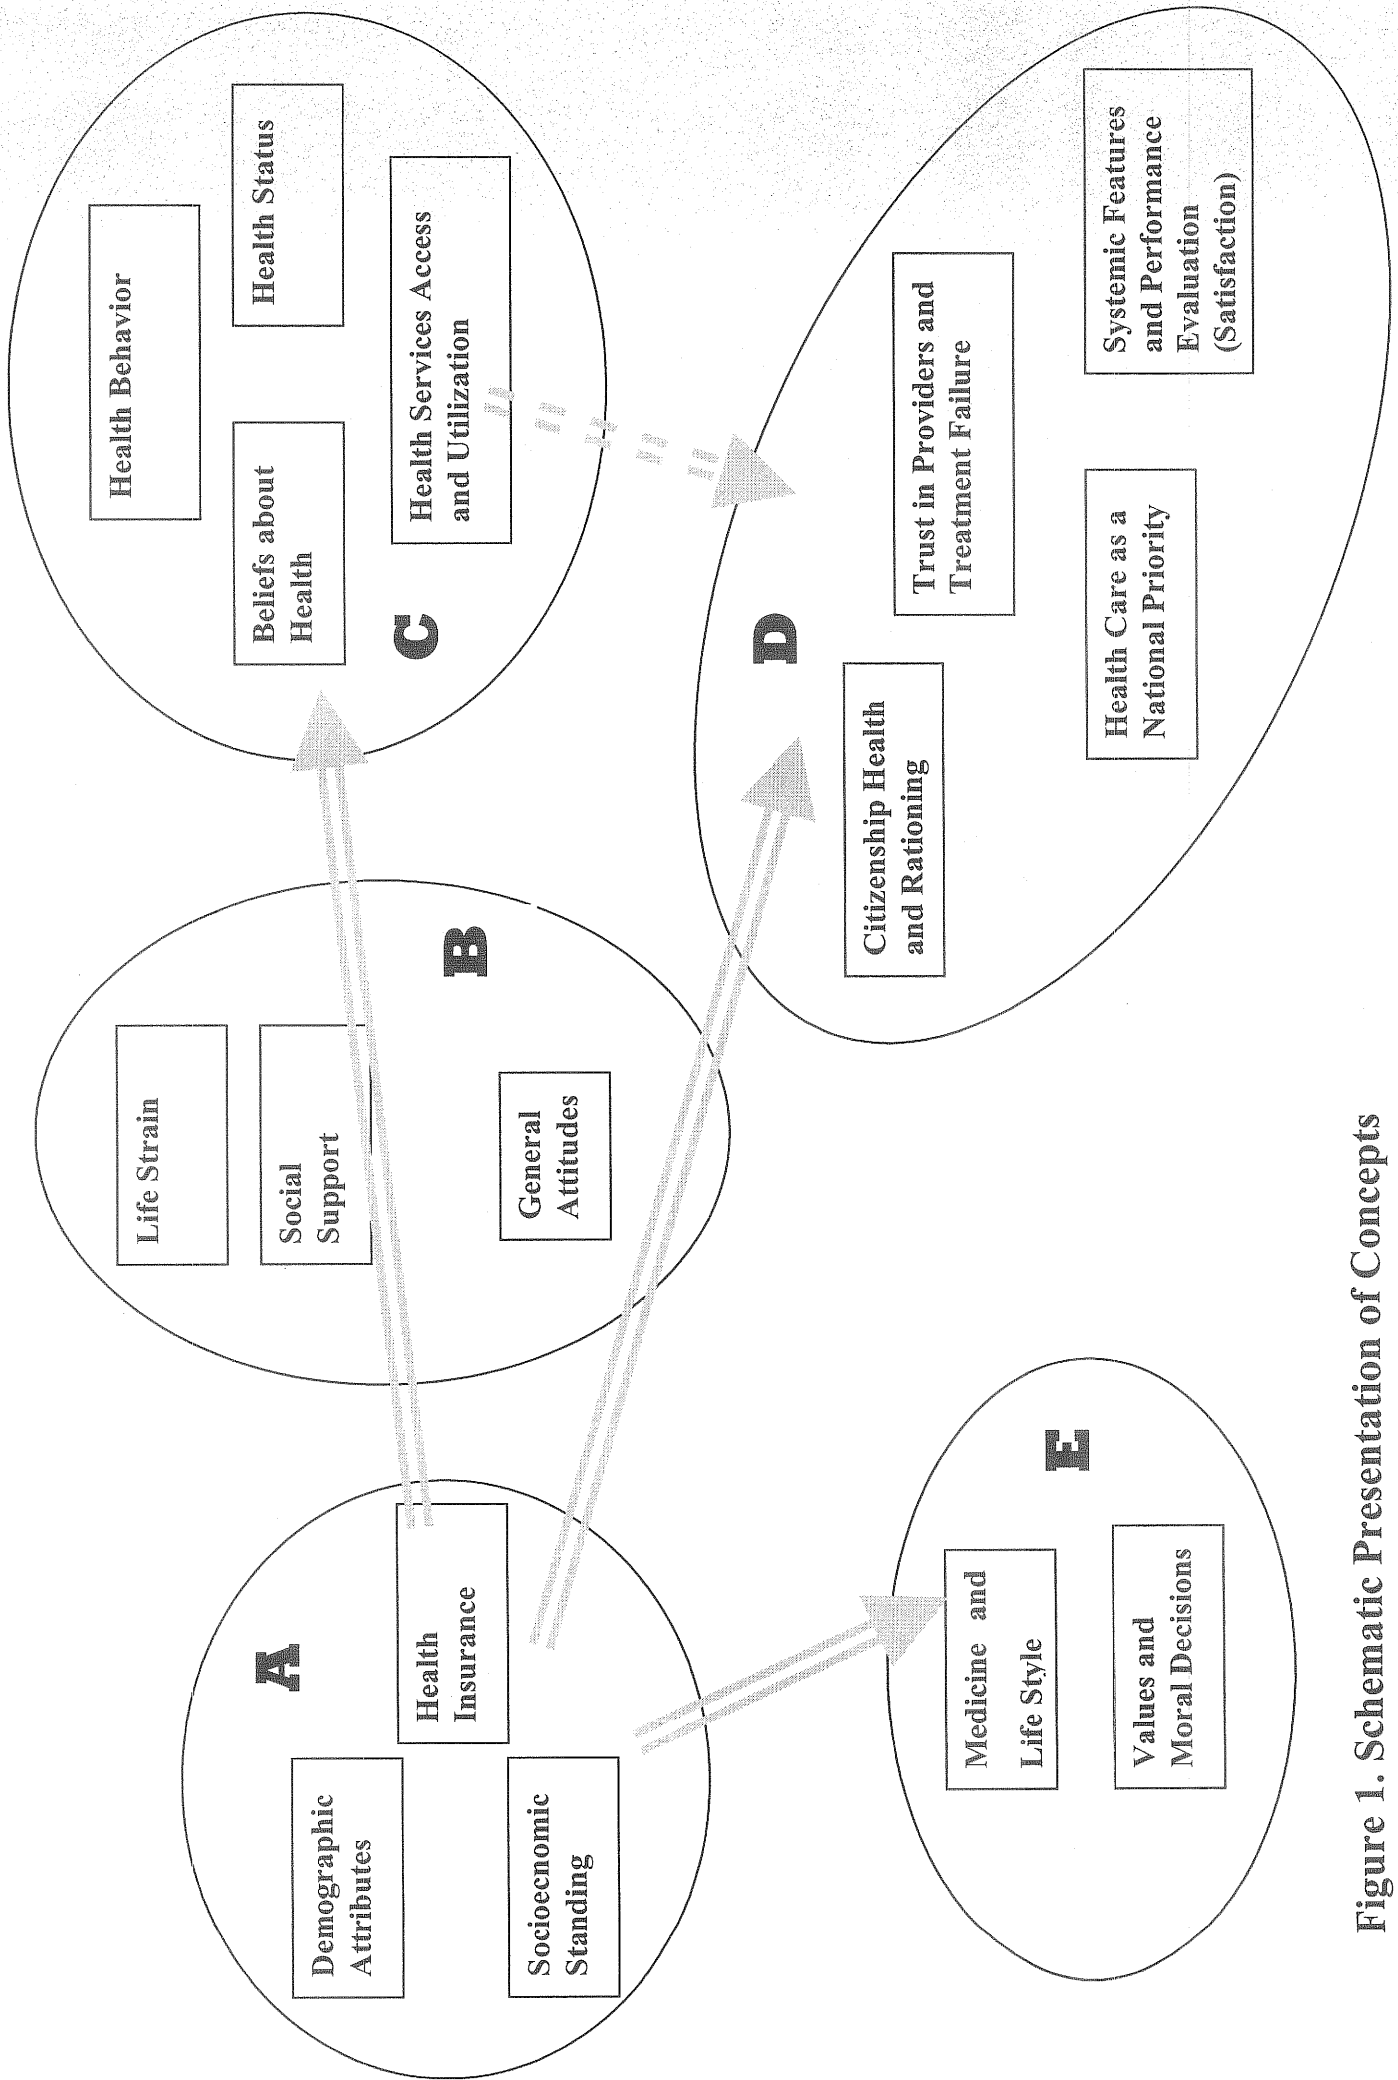 A
Demographic
Attributes
Health
Insurance
Socioecnomic
Standing
Life Strain
Social
Support
General
Attitudes
B
Health Behavior
Beliefs about
Health
Health Status
Health Services Access
and Utilization
C
D
Citizenship Health
and Rationing
Trust in Providers and
Treatment Failure
Health Care as a
National Priority
Systemic Features
and Performance
Evaluation
(Satisfaction)
E
Medicine and
Life Style
Values and
Moral Decisions
Figure 1. Schematic Presentation of Concepts